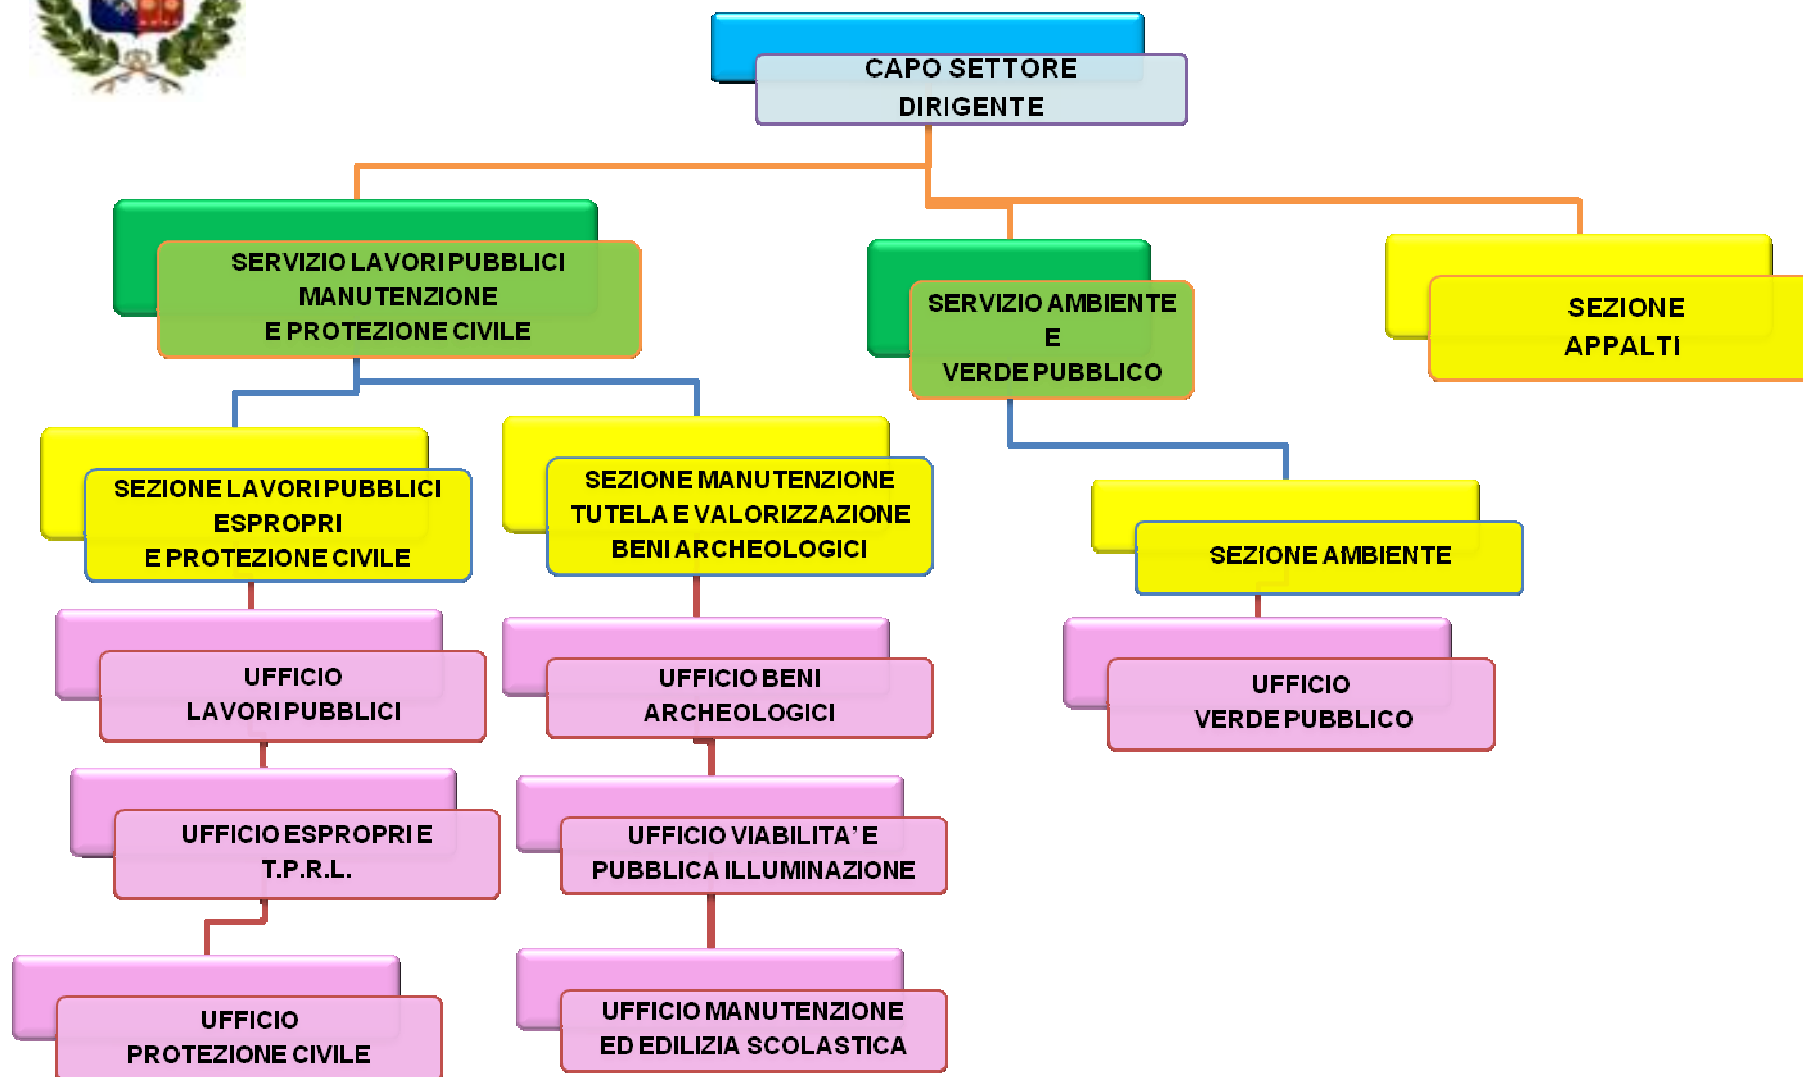 CAPO SETTORE
DIRIGENTE
SERVIZIO LAVORI PUBBLICI
MANUTENZIONE
E PROTEZIONE CIVILE
SERVIZIO AMBIENTE
E
VERDE PUBBLICO
SEZIONE
APPALTI
SEZIONE LAVORI PUBBLICI
ESPROPRI
E PROTEZIONE CIVILE
SEZIONE MANUTENZIONE
TUTELA E VALORIZZAZIONE
BENI ARCHEOLOGICI
SEZIONE AMBIENTE
UFFICIO
LAVORI PUBBLICI
UFFICIO BENI
ARCHEOLOGICI
UFFICIO
VERDE PUBBLICO
UFFICIO ESPROPRI E
T.P.R.L.
UFFICIO VIABILITA' E
PUBBLICA ILLUMINAZIONE
UFFICIO
PROTEZIONE CIVILE
UFFICIO MANUTENZIONE
ED EDILIZIA SCOLASTICA